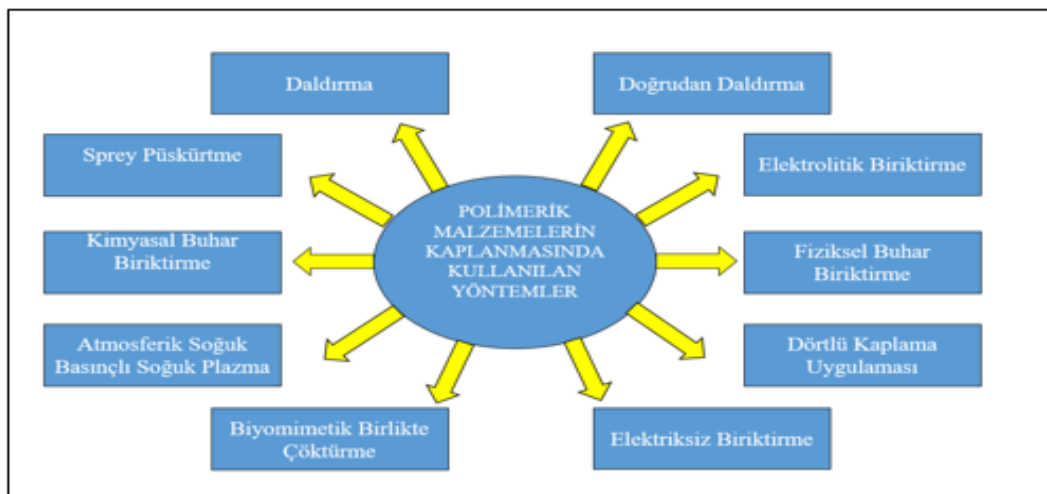 Daldırma
Doğrudan Daldırma
Sprey Püskürtme
Elektrolitik Biriktirme
POLİMERİK
MALZEMELERİN
KAPLANMASINDA
KULLANILAN
YÖNTEMLER
Kimyasal Buhar
Biriktirme
Fiziksel Buhar
Biriktirme
Atmosferik Soğuk
Basınçlı Soğuk Plazma
Dörtlü Kaplama
Uygulaması
Biyomimetik Birlikte
Çöktürme
Elektriksiz Biriktirme